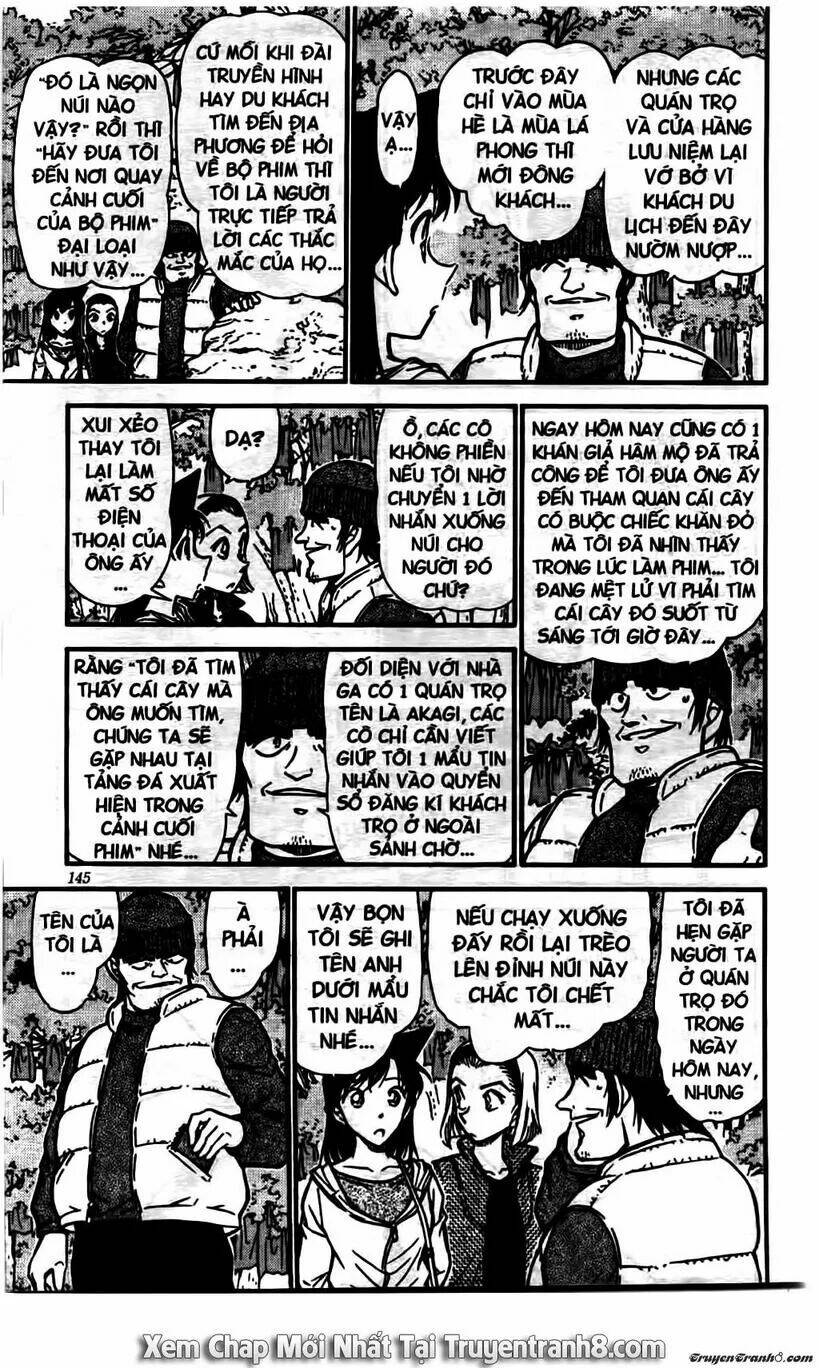 NHƯNG CÁC
QUÁN TRỌ
VÀ CỬA HÀNG
LƯU NIỆM LẠI
VỚ BỞ VÌ
KHÁCH DU
LỊCH ĐẾN ĐÂY
NƯỜM NƯỢP...
TRƯỚC ĐÂY
CHỈ VÀO MÙA
HÈ LÀ MÙA LÁ
PHONG THÌ
MỚI ĐÔNG
KHÁCH...
VẬY
Ạ...
CỨ MỖI KHI ĐÀI
TRUYỀN HÌNH
HAY DU KHÁCH
TÌM ĐẾN ĐỊA
PHƯƠNG ĐỂ HỎI
VỀ BỘ PHIM THÌ
TÔI LÀ NGƯỜI
TRỰC TIẾP TRẢ
LỜI CÁC THẮC
MẮC CỦA HỌ...
"ĐÓ LÀ NGỌN
NÚI NÀO
VẬY?" RỒI THÌ
"HÃY ĐƯA TÔI
ĐẾN NƠI QUAY
CẢNH CUỐI
CỦA BỘ PHIM"
ĐẠI LOẠI
NHƯ VẬY...
NGAY HÔM NAY CŨNG CÓ 1
KHÁN GIẢ HÂM MỘ ĐÃ TRẢ
CÔNG ĐỂ TÔI ĐƯA ÔNG ẤY
ĐẾN THAM QUAN CÁI CÂY
CÓ BUỘC CHIẾC KHĂN ĐỎ
MÀ TÔI ĐÃ NHÌN THẤY
TRONG LÚC LÀM PHIM... TÔI
ĐANG MỆT LỬ VÌ PHẢI TÌM
CÁI CÂY ĐÓ SUỐT TỪ
SÁNG TỚI GIỜ ĐÂY...
Ồ, CÁC CÔ
KHÔNG PHIỀN
NẾU TÔI NHỜ
CHUYỂN 1 LỜI
NHẮN XUỐNG
NÚI CHO
NGƯỜI ĐÓ
CHỨ?
DẠ?
XUI XẺO
THAY TÔI
LẠI LÀM
MẤT SỐ
ĐIỆN
THOẠI CỦA
ÔNG ẤY
...
ĐỐI DIỆN VỚI NHÀ
GA CÓ 1 QUÁN TRỌ
TÊN LÀ AKAGI, CÁC
CÔ CHỈ CẦN VIẾT
GIÚP TÔI 1 MẨU TIN
NHẮN VÀO QUYỂN
SỔ ĐĂNG KÍ KHÁCH
TRỌ Ở NGOÀI
SẢNH CHỜ...
RẰNG "TÔI ĐÃ TÌM
THẤY CÁI CÂY MÀ
ÔNG MUỐN TÌM,
CHÚNG TA SẼ
GẶP NHAU TẠI
TẢNG ĐÁ XUẤT
HIỆN TRONG
CẢNH CUỐI
PHIM" NHÉ...
145
TÔI ĐÃ
HẸN GẶP
NGƯỜI TA
Ở QUÁN
TRỌ ĐÓ
TRONG
NGÀY
HÔM NAY,
NHƯNG
...
NẾU CHẠY XUỐNG
ĐẤY RỒI LẠI TRÈO
LÊN ĐỈNH NÚI NÀY
CHẮC TÔI CHẾT
MẤT...
VẬY BỌN
TÔI SẼ GHI
TÊN ANH
DƯỚI MẨU
TIN NHẮN
NHÉ...
À
PHẢI
...
TÊN CỦA
TÔI LÀ
...
Xem Chap Mới Nhất Tại Truyentranh8.com
TruyenTranh8.com